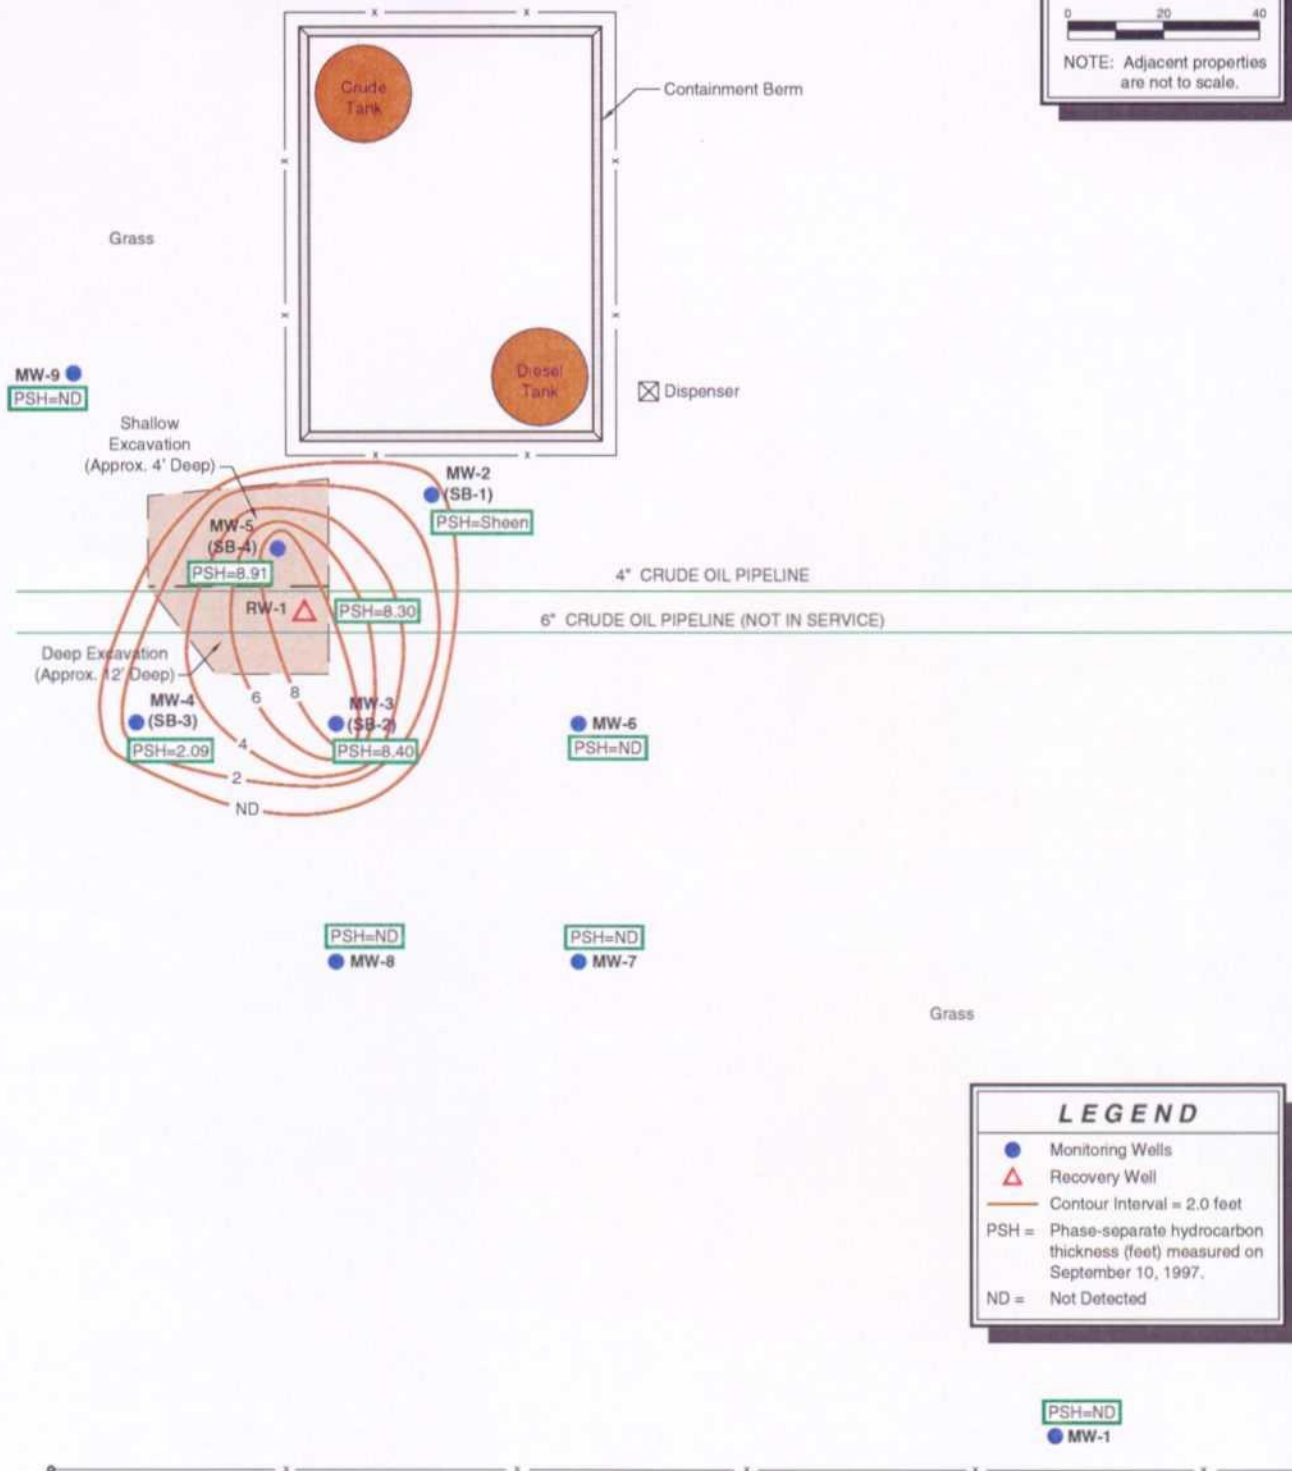 0 20 40
NOTE: Adjacent properties
are not to scale.
Crude
Tank
Containment Berm
Grass
Diesel
Tank
Dispenser
MW-9
PSH=ND
Shallow
Excavation
(Approx. 4' Deep)
MW-2
(SB-1)
PSH=Sheen
MW-5
(SB-4)
PSH=8.91
4" CRUDE OIL PIPELINE
RW-1
PSH=8.30
6" CRUDE OIL PIPELINE (NOT IN SERVICE)
Deep Excavation
(Approx. 12' Deep)
6
8
MW-4
(SB-3)
PSH=2.09
MW-3
(SB-2)
PSH=8.40
MW-6
PSH=ND
4
2
ND
PSH=ND
MW-8
PSH=ND
MW-7
Grass
LEGEND
Monitoring Wells
Recovery Well
Contour Interval = 2.0 feet
PSH = Phase-separate hydrocarbon
thickness (feet) measured on
September 10, 1997.
ND = Not Detected
PSH=ND
MW-1